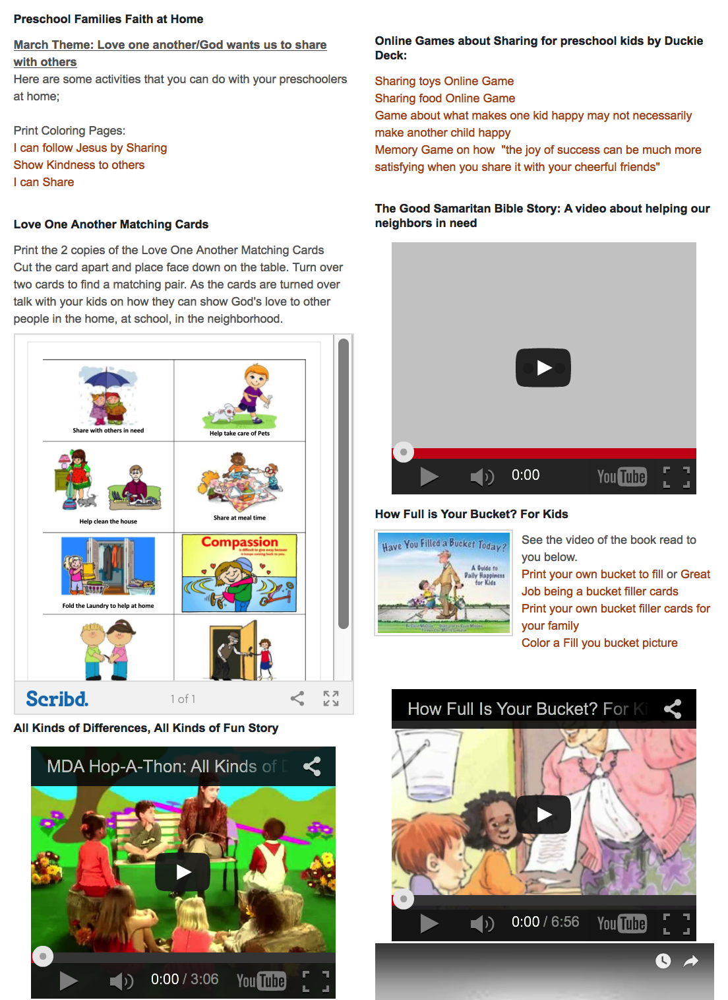 Preschool Families Faith at Home
March Theme: Love one another/God wants us to share
with others
Here are some activities that you can do with your preschoolers
at home;
Print Coloring Pages:
I can follow Jesus by Sharing
Show Kindness to others
I can Share
Love One Another Matching Cards
Print the 2 copies of the Love One Another Matching Cards
Cut the card apart and place face down on the table. Turn over
two cards to find a matching pair. As the cards are turned over
talk with your kids on how they can show God's love to other
people in the home, at school, in the neighborhood.
Share with others in need
Help take care of Pets
Help clean the house
Share at meal time
Fold the Laundry to help at home
Compassion
is difficult to give away because
it keeps coming back to you.
Scribd.
1 of 1
All Kinds of Differences, All Kinds of Fun Story
MDA Hop-A-Thon: All Kinds of D
0:00 / 3:06
YouTube
Online Games about Sharing for preschool kids by Duckie
Deck:
Sharing toys Online Game
Sharing food Online Game
Game about what makes one kid happy may not necessarily
make another child happy
Memory Game on how  "the joy of success can be much more
satisfying when you share it with your cheerful friends"
The Good Samaritan Bible Story: A video about helping our
neighbors in need
0:00
YouTube
How Full is Your Bucket? For Kids
Have You Filled a Bucket Today?
A Guide to
Daily Happiness
for Kids
See the video of the book read to
you below.
Print your own bucket to fill or Great
Job being a bucket filler cards
Print your own bucket filler cards for
your family
Color a Fill you bucket picture
How Full Is Your Bucket? For Ki
0:00 / 6:56
YouTube